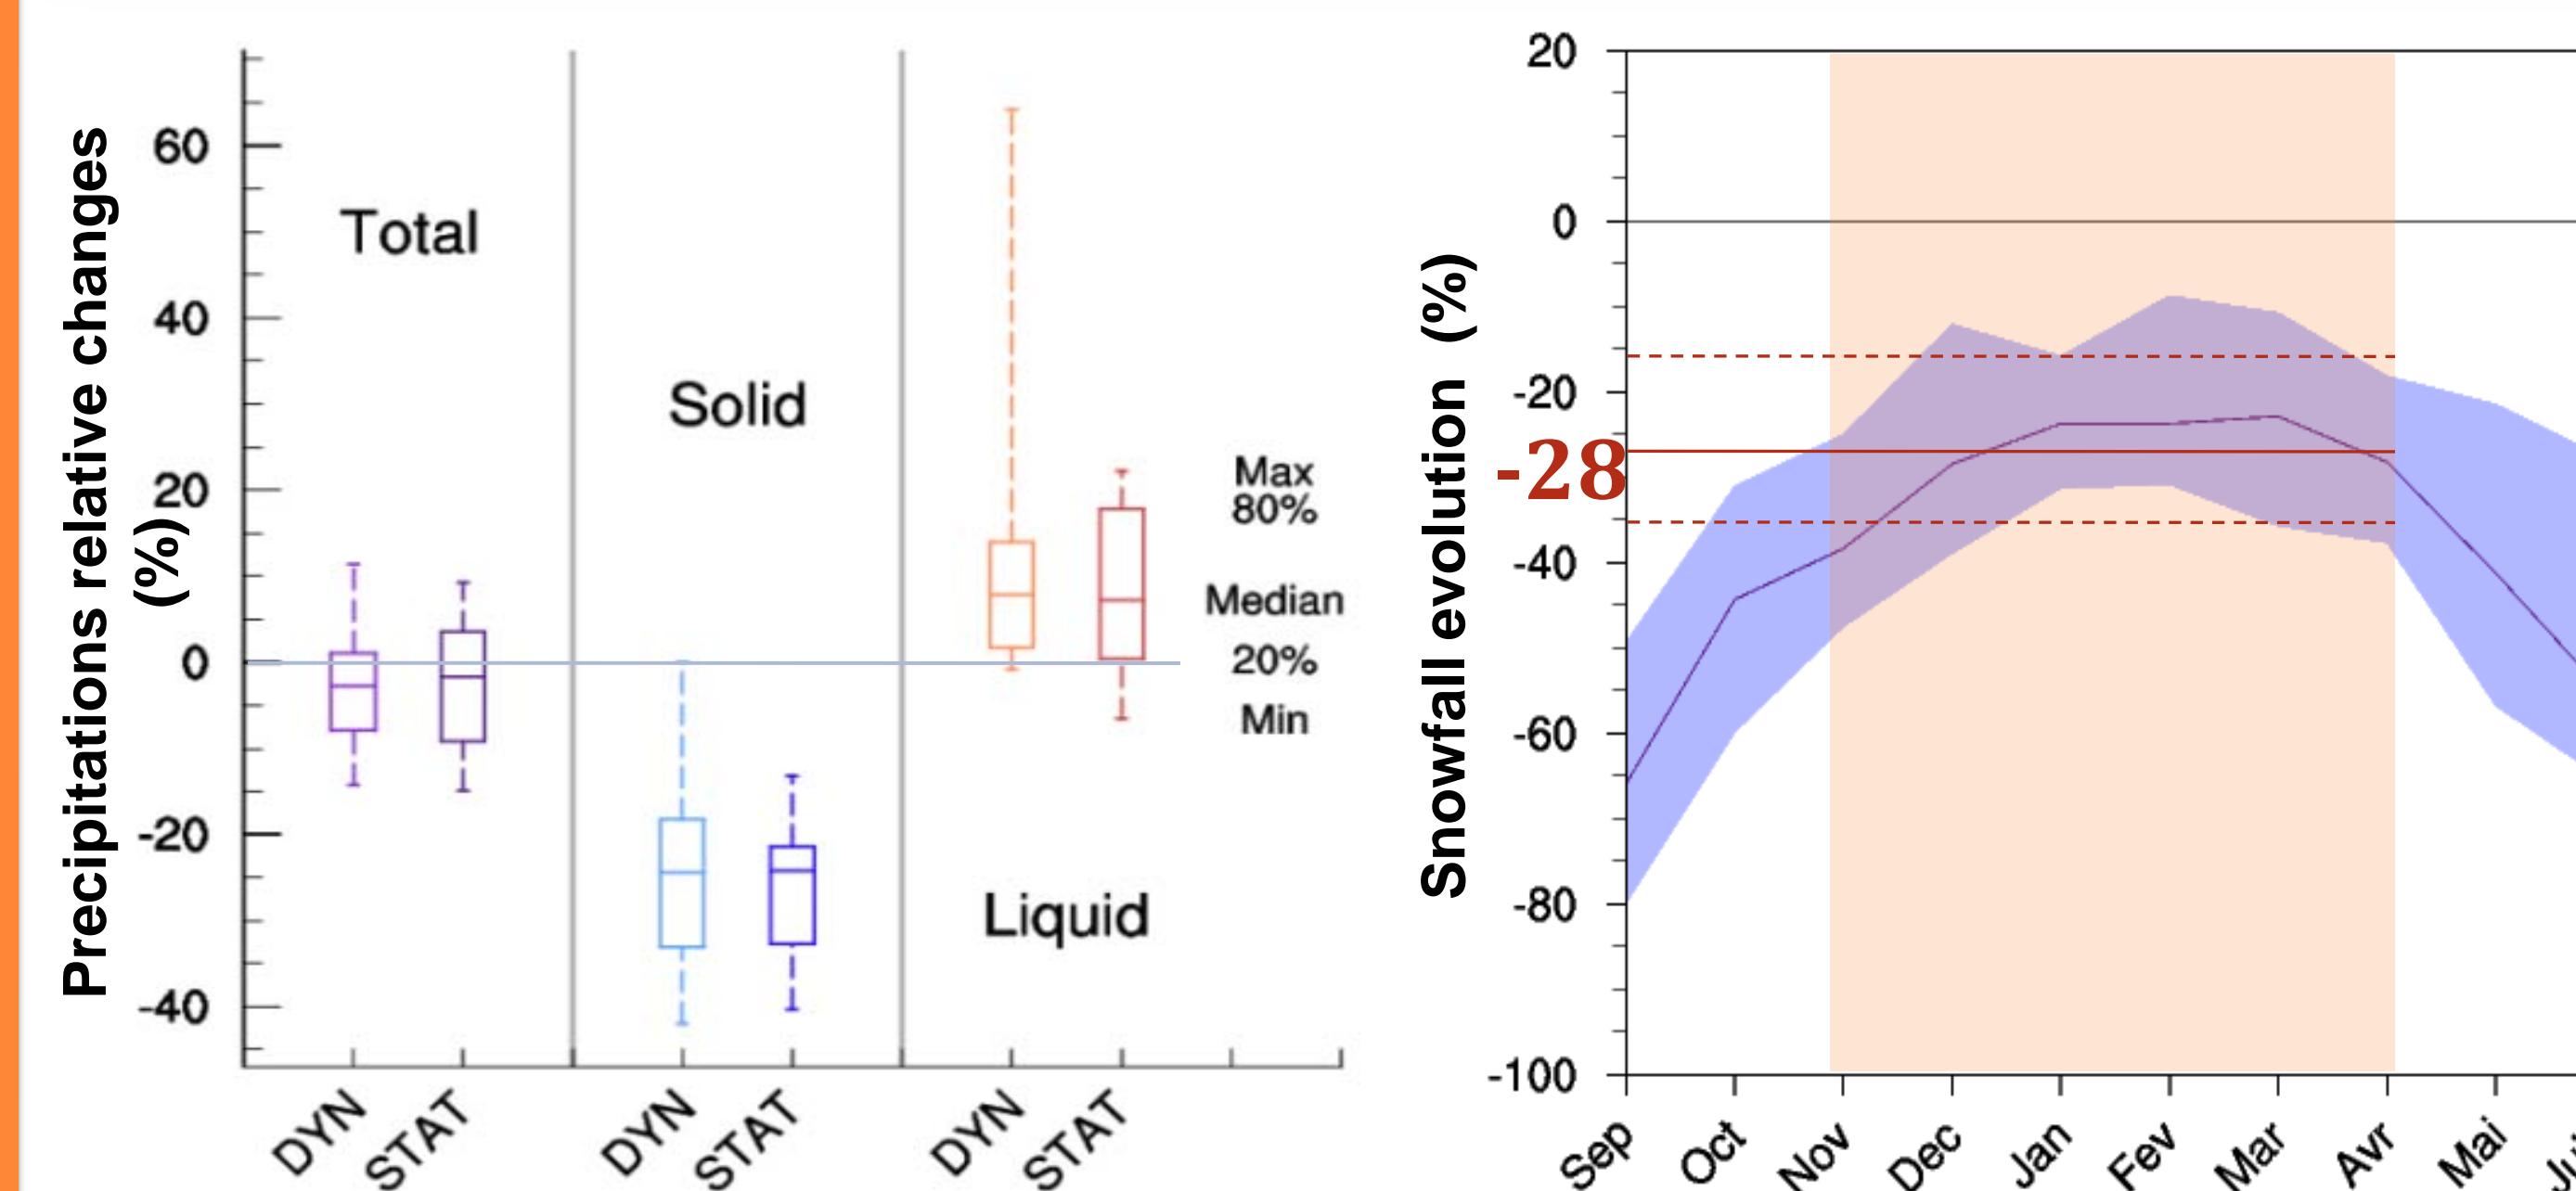 Precipitations relative changes
(%)
60
40
20
0
-20
-40
Total
Solid
Liquid
Max
80%
Median
20%
Min
DYN
STAT
DYN
STAT
DYN
STAT
Snowfall evolution (%)
20
0
-20
-28
-40
-60
-80
-100
Sep
Oct
Nov
Dec
Jan
Fev
Mar
Avr
Mai